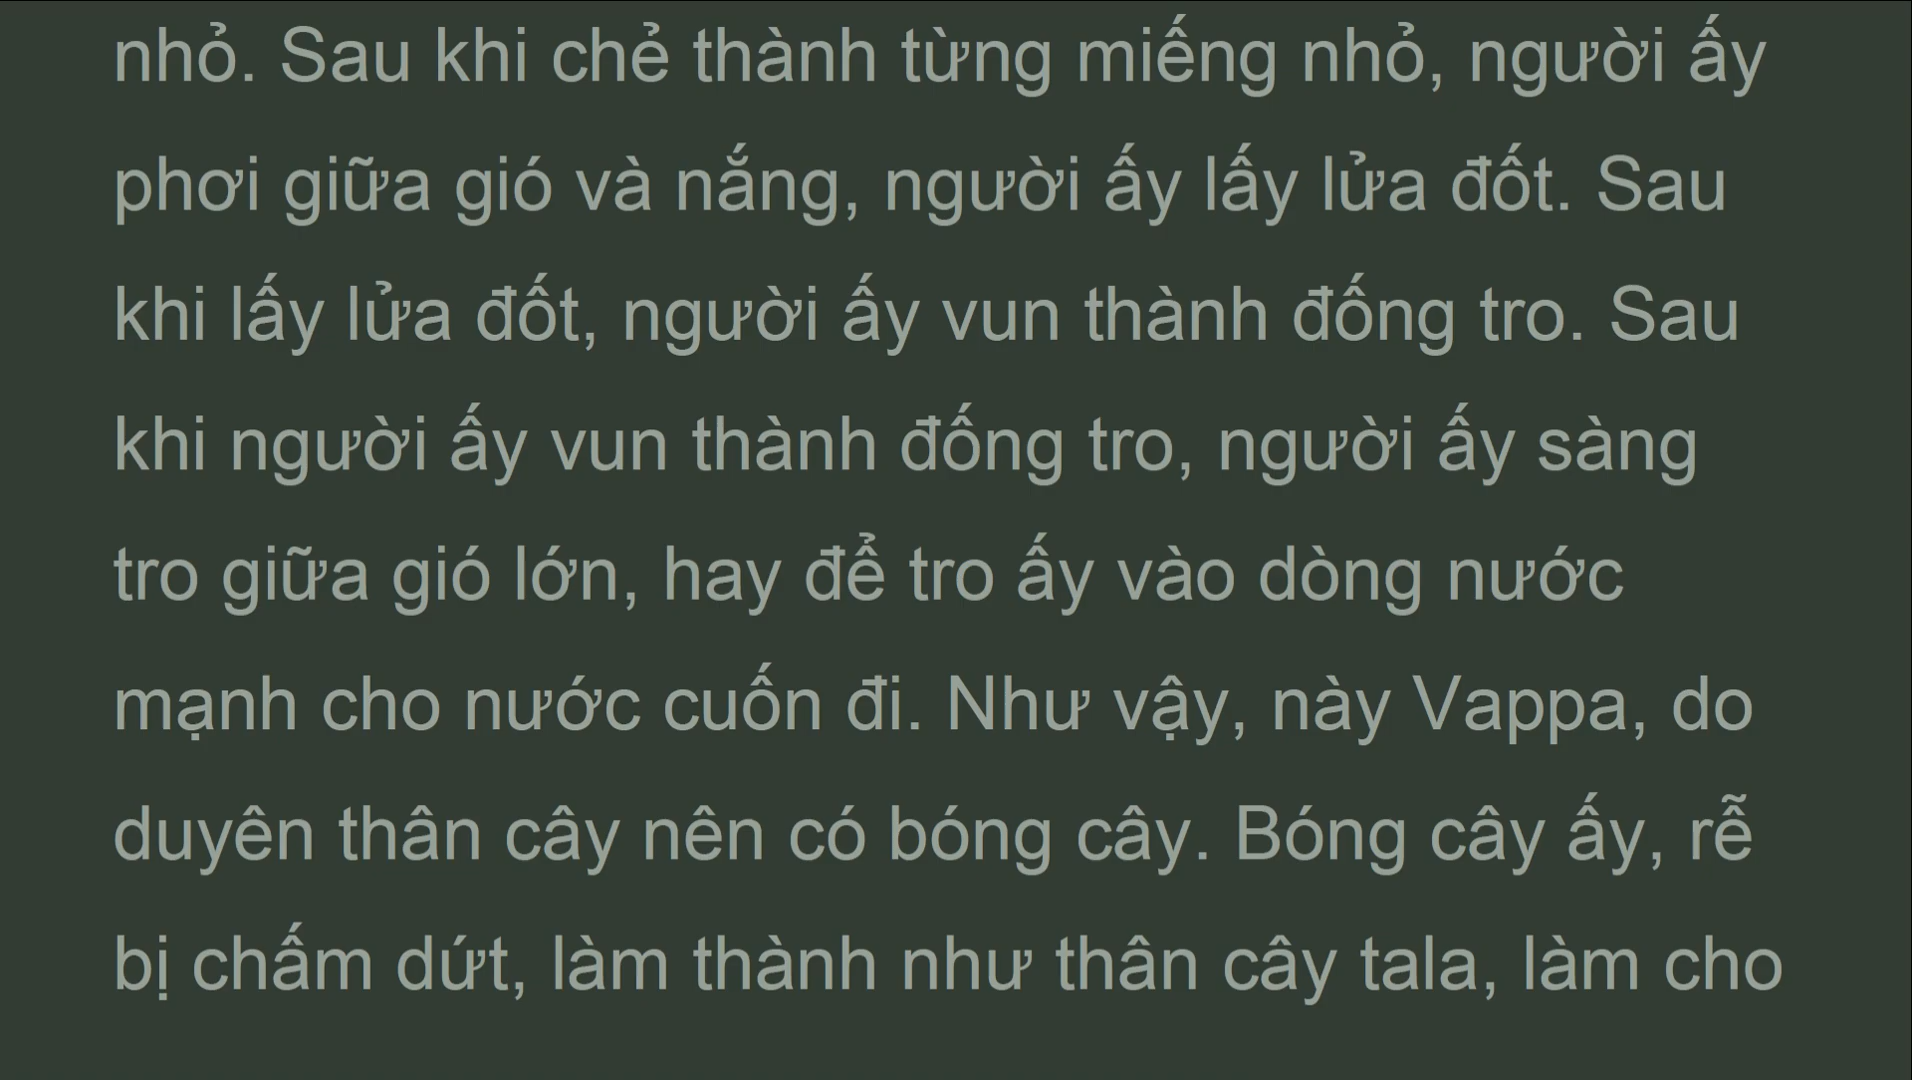 nhỏ. Sau khi chẻ thành từng miếng nhỏ, người ấy
phơi giữa gió và nắng, người ấy lấy lửa đốt. Sau
khi lấy lửa đốt, người ấy vun thành đống tro. Sau
khi người ấy vun thành đống tro, người ấy sàng
tro giữa gió lớn, hay để tro ấy vào dòng nước
mạnh cho nước cuốn đi. Như vậy, này Vappa, do
duyên thân cây nên có bóng cây. Bóng cây ấy, rễ
bị chấm dứt, làm thành như thân cây tala, làm cho